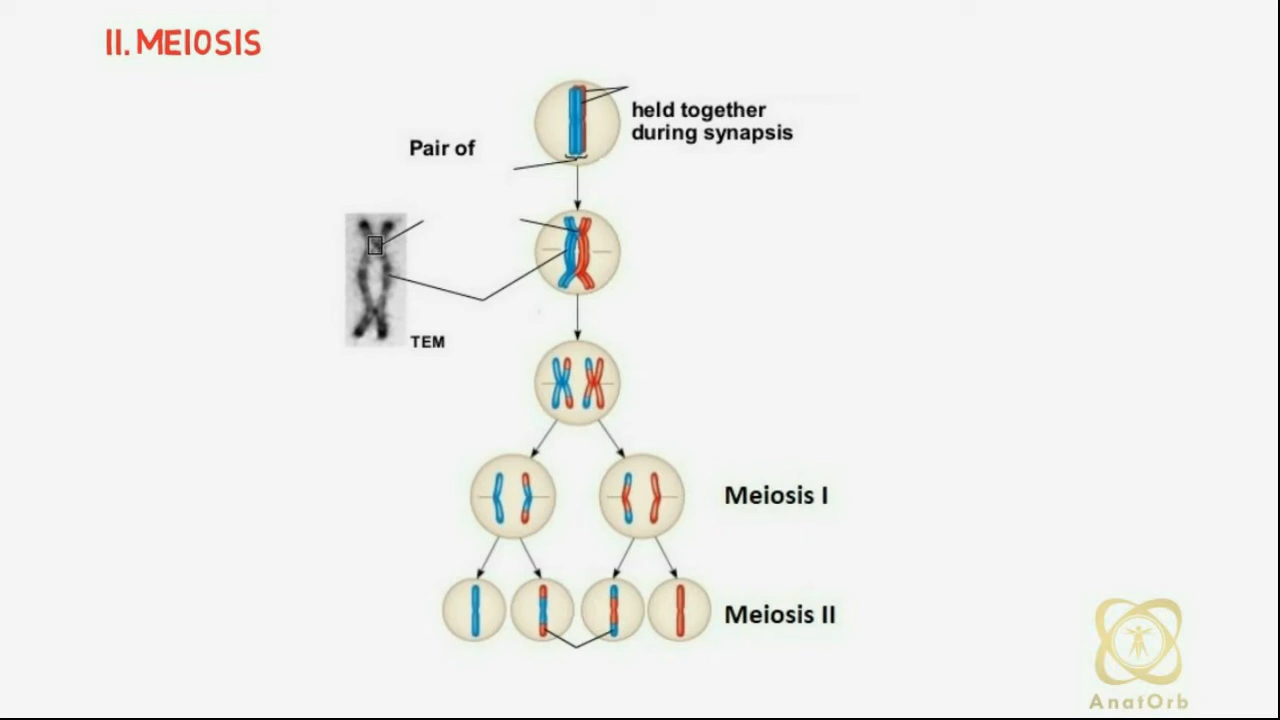 II. MEIOSIS
held together
during synapsis
Pair of
TEM
Meiosis I
Meiosis II
AnatOrb